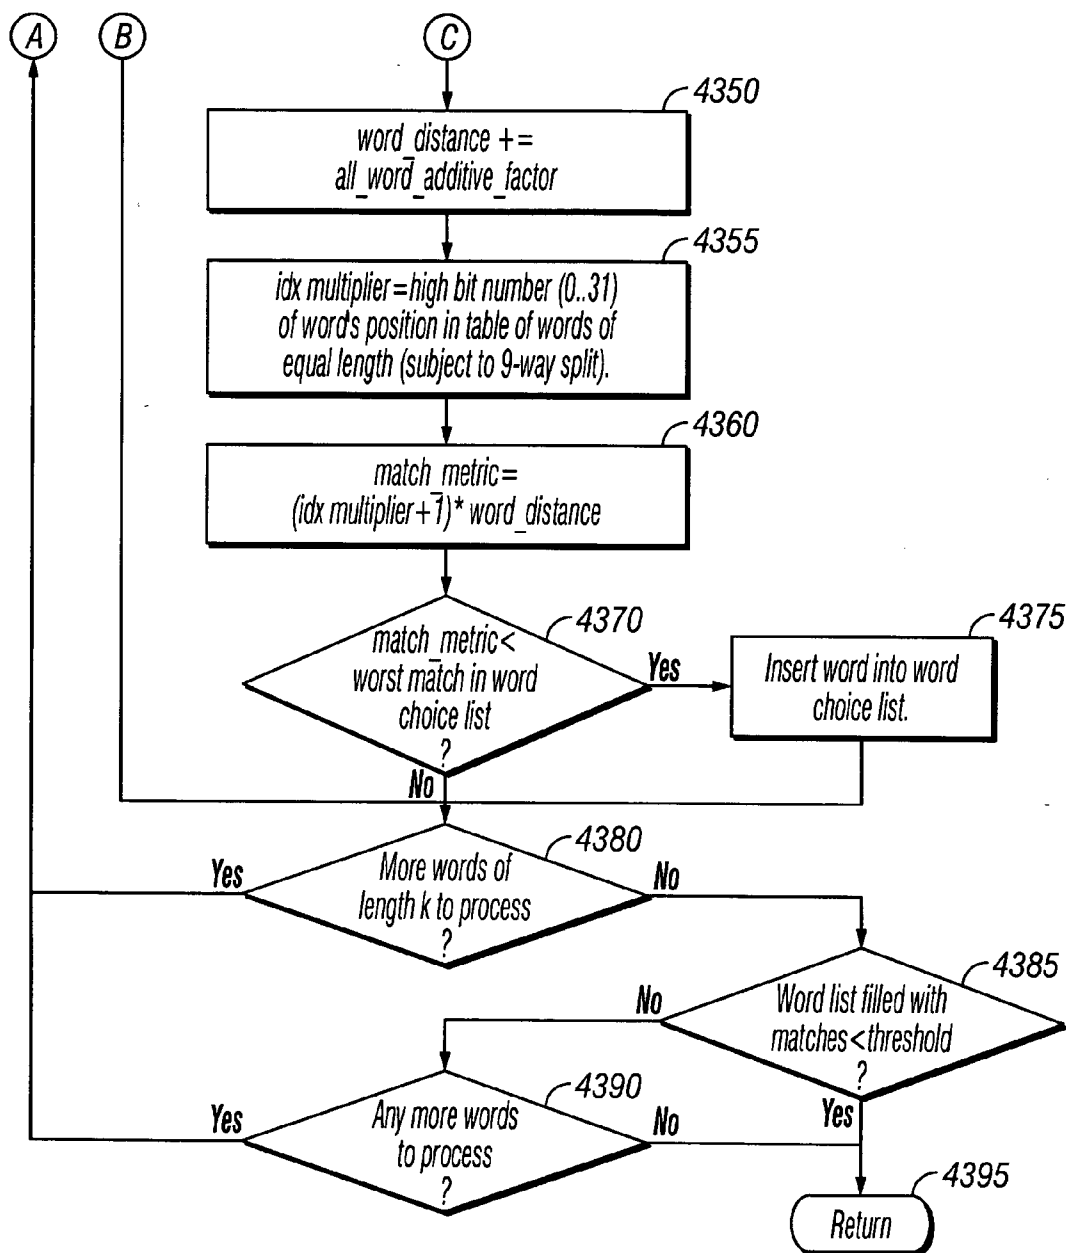 A
B
C
4350
word_distance +=
all_word_additive_factor
4355
idx multiplier=high bit number (0..31)
of word's position in table of words of
equal length (subject to 9-way split).
4360
match_metric=
(idx multiplier+1)* word_distance
4370
match_metric<
worst match in word
choice list
?
Yes
No
4375
Insert word into word
choice list.
4380
More words of
length k to process
?
Yes
No
4385
Word list filled with
matches<threshold
?
No
Yes
4390
Any more words
to process
?
Yes
No
4395
Return